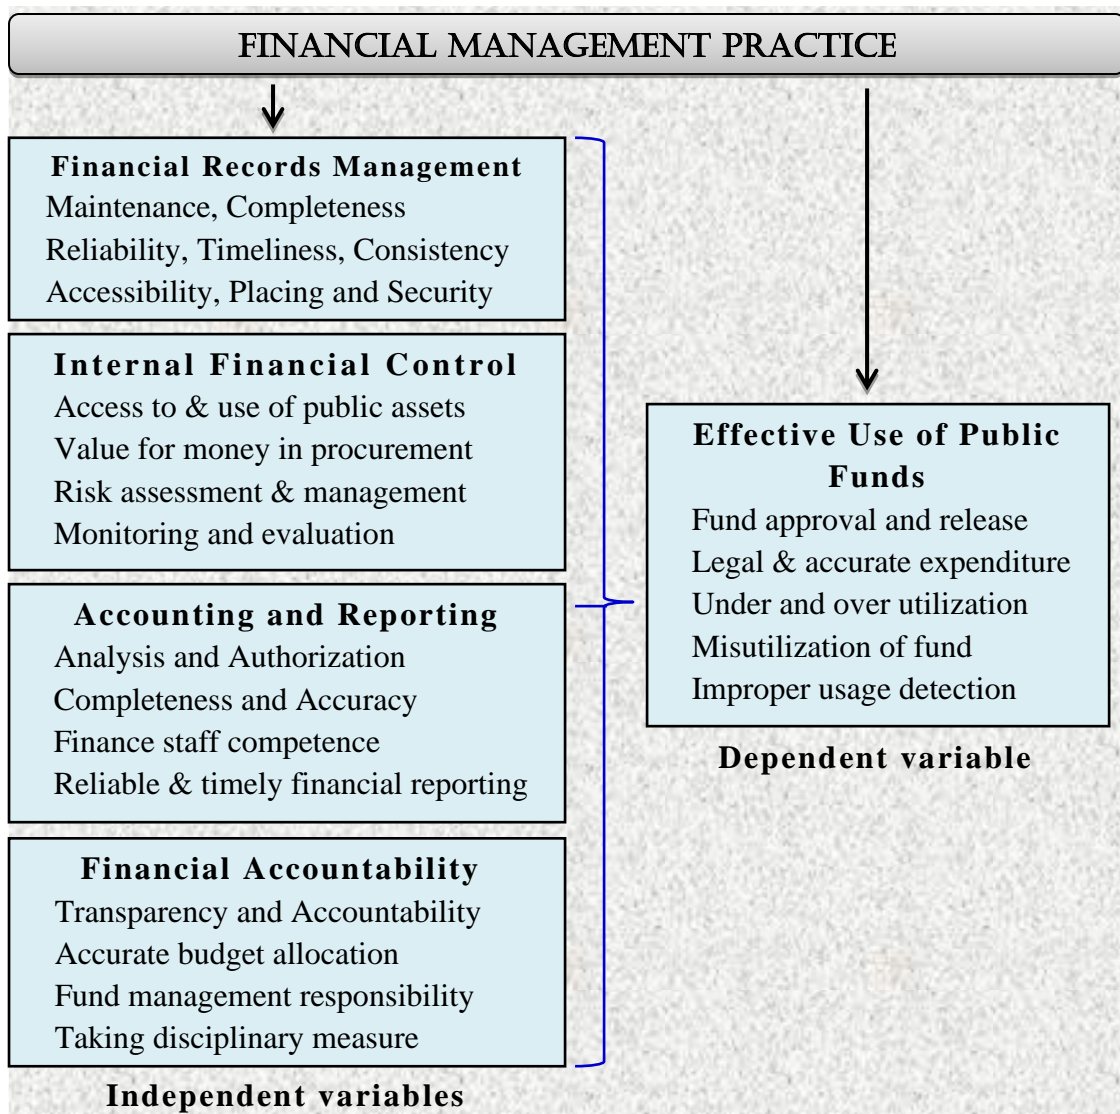 FINANCIAL MANAGEMENT PRACTICE
Financial Records Management
Maintenance, Completeness
Reliability, Timeliness, Consistency
Accessibility, Placing and Security
Internal Financial Control
Access to & use of public assets
Value for money in procurement
Risk assessment & management
Monitoring and evaluation
Accounting and Reporting
Analysis and Authorization
Completeness and Accuracy
Finance staff competence
Reliable & timely financial reporting
Financial Accountability
Transparency and Accountability
Accurate budget allocation
Fund management responsibility
Taking disciplinary measure
Independent variables
Effective Use of Public
Funds
Fund approval and release
Legal & accurate expenditure
Under and over utilization
Misutilization of fund
Improper usage detection
Dependent variable